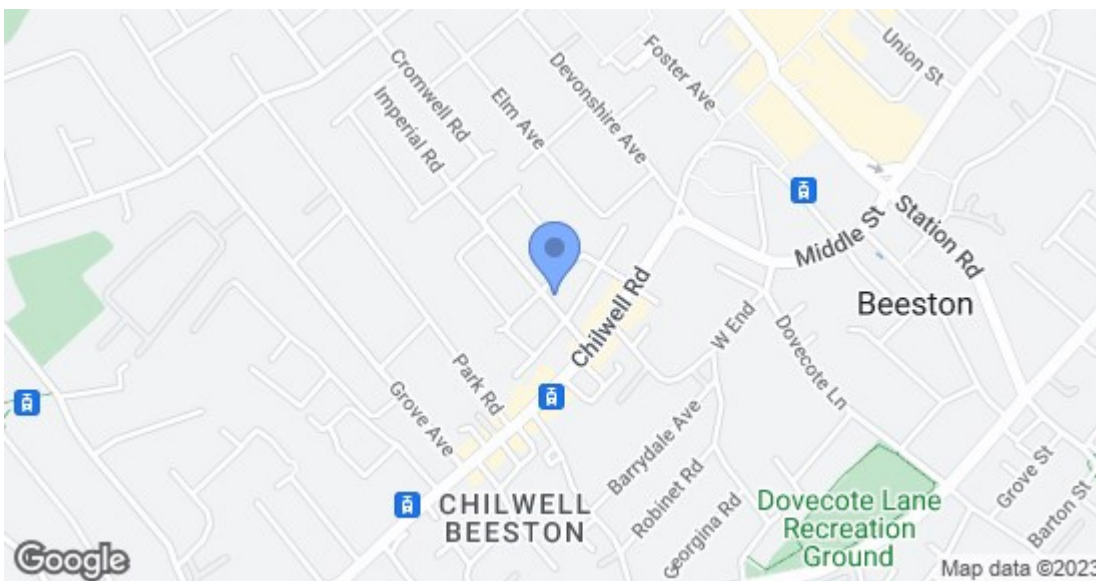 Union St
Foster Ave
Devonshire Ave
Cromwell Rd
Elm Ave
Imperial Rd
Station Rd
Middle St
Beeston
Chilwell Rd
W End
Dovecote Ln
Park Rd
Grove Ave
Barrydale Ave
Robinet Rd
Georgina Rd
Grove St
Barton St
CHILWELL
BEESTON
Dovecote Lane
Recreation
Ground
Google
Map data ©2023